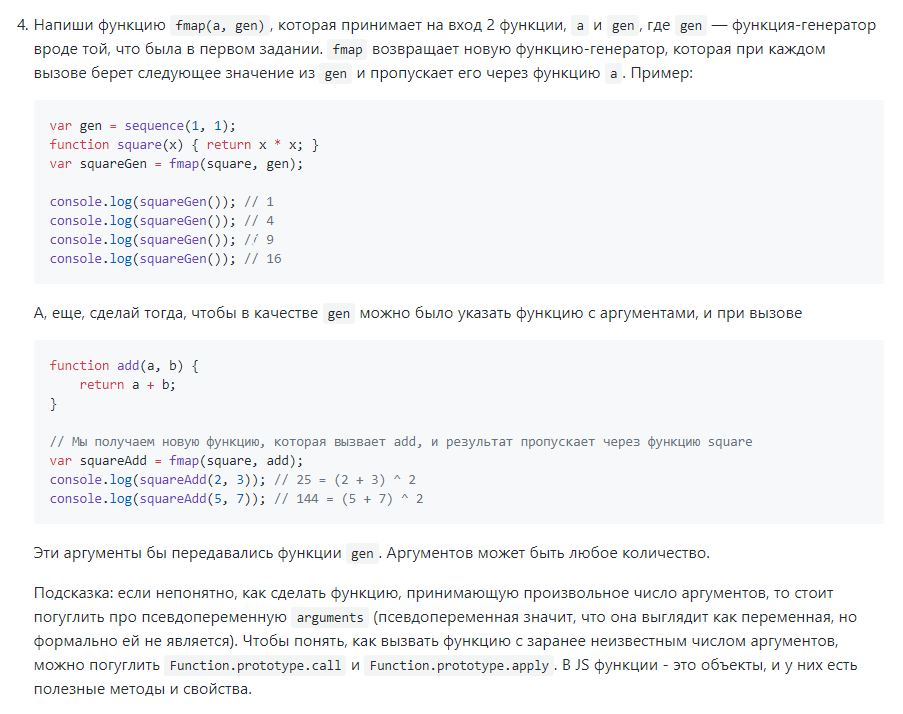 4. Напиши функцию fmap(a, gen), которая принимает на вход 2 функции, a и gen, где gen — функция-генератор
вроде той, что была в первом задании. fmap возвращает новую функцию-генератор, которая при каждом
вызове берет следующее значение из gen и пропускает его через функцию a. Пример:
var gen = sequence(1, 1);
function square(x) { return x * x; }
var squareGen = fmap(square, gen);
console.log(squareGen()); // 1
console.log(squareGen()); // 4
console.log(squareGen()); // 9
console.log(squareGen()); // 16
А, еще, сделай тогда, чтобы в качестве gen можно было указать функцию с аргументами, и при вызове
function add(a, b) {
    return a + b;
}
// Мы получаем новую функцию, которая вызвает add, и результат пропускает через функцию square
var squareAdd = fmap(square, add);
console.log(squareAdd(2, 3)); // 25 = (2 + 3) ^ 2
console.log(squareAdd(5, 7)); // 144 = (5 + 7) ^ 2
Эти аргументы бы передавались функции gen. Аргументов может быть любое количество.
Подсказка: если непонятно, как сделать функцию, принимающую произвольное число аргументов, то стоит
погуглить про псевдопеременную arguments (псевдопеременная значит, что она выглядит как переменная, но
формально ей не является). Чтобы понять, как вызвать функцию с заранее неизвестным числом аргументов,
можно погуглить Function.prototype.call и Function.prototype.apply. В JS функции - это объекты, и у них есть
полезные методы и свойства.